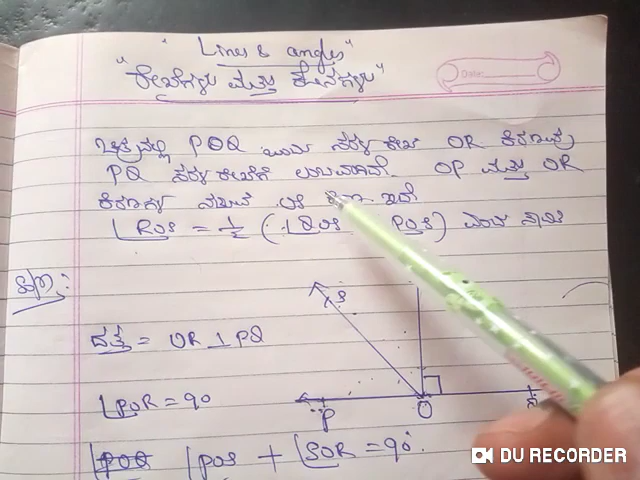 "Lines & angles"
"ರೇಖೆಗಳು ಮತ್ತು ಕೋನಗಳು"
ಚಿತ್ರದಲ್ಲಿ POQ ಒಂದು ಸರಳ ರೇಖೆ OR ಕಿರಣವು
PQ ಸರಳ ರೇಖೆಗೆ ಲಂಬವಾಗಿದೆ. OP ಮತ್ತು OR
ಕಿರಣಗಳ ನಡುವೆ OS ಇದೆ
∠ROS = 1/2 (∠QOS POS) ಎಂದು ಸಾಧಿಸಿ
ದತ್ತ = OR ⊥ PQ
S
∠POR = 90
P O
∠POS + ∠SOR = 90°.
DU RECORDER